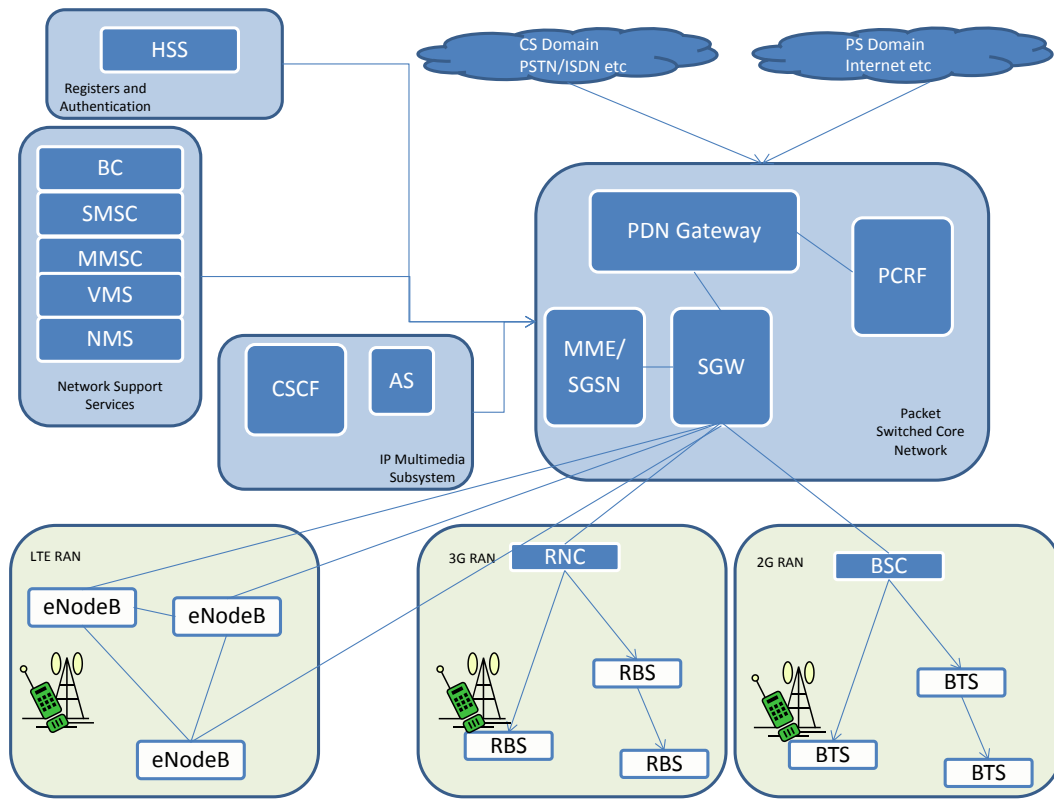 HSS
Registers and
Authentication
CS Domain
PSTN/ISDN etc
PS Domain
Internet etc
BC
SMSC
MMSC
VMS
NMS
Network Support
Services
CSCF
AS
IP Multimedia
Subsystem
PDN Gateway
PCRF
MME/
SGSN
SGW
Packet
Switched Core
Network
LTE RAN
eNodeB
eNodeB
eNodeB
3G RAN
RNC
RBS
RBS
RBS
2G RAN
BSC
BTS
BTS
BTS